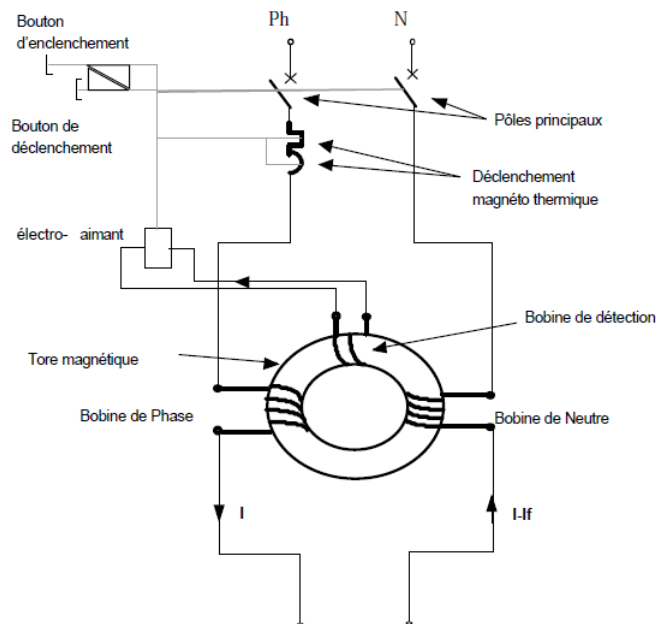 Bouton
d'enclenchement
Ph
N
Bouton de
déclenchement
Pôles principaux
Déclenchement
magnéto thermique
électro- aimant
Bobine de détection
Tore magnétique
Bobine de Phase
Bobine de Neutre
I
I-If